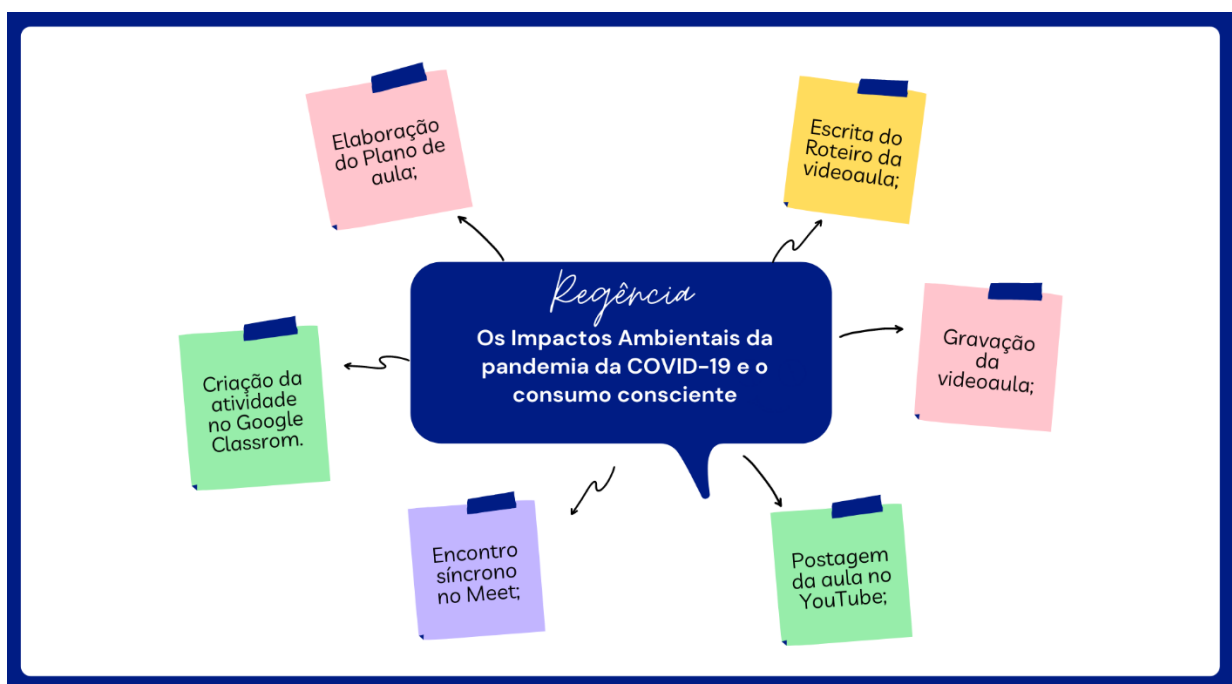 Elaboração
do Plano de
aula;
Escrita do
Roteiro da
videoaula;
Regência
Os Impactos Ambientais da
pandemia da COVID-19 e o
consumo consciente
Gravação
da
videoaula;
Criação da
atividade
no Google
Classrom.
Encontro
síncrono
no Meet;
Postagem
da aula no
YouTube;